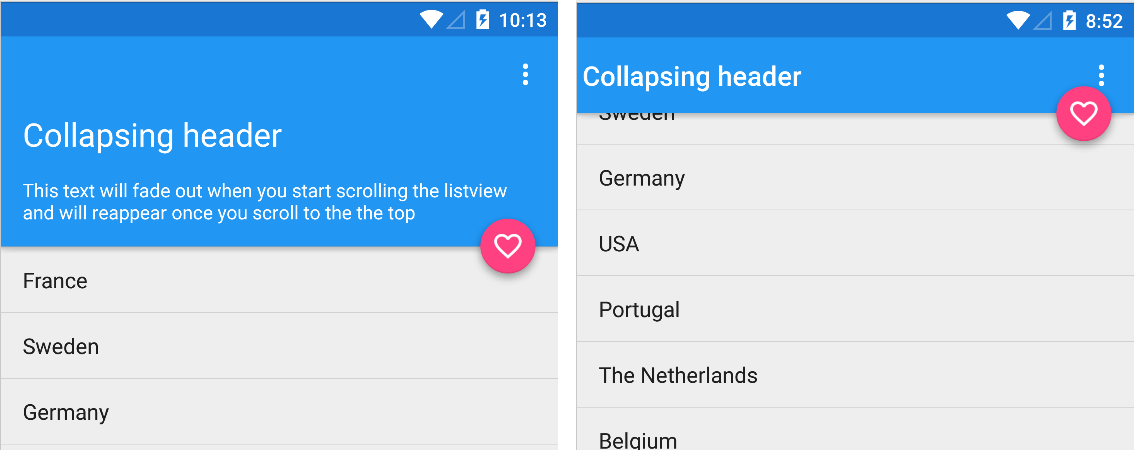 10:13
Collapsing header
This text will fade out when you start scrolling the listview
and will reappear once you scroll to the the top
France
Sweden
Germany
8:52
Collapsing header
Sweden
Germany
USA
Portugal
The Netherlands
Belgium